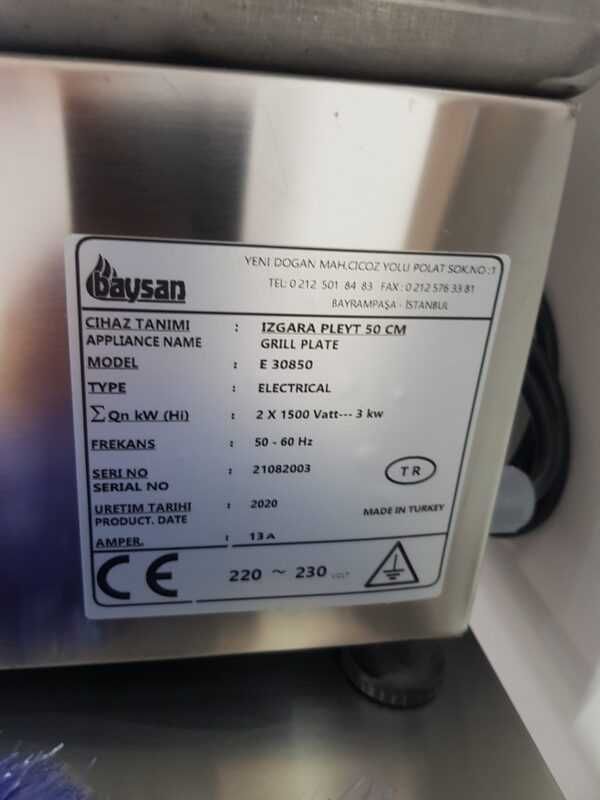 baysan
YENI DOGAN MAH.CICOZ YOLU POLAT SOK.NO:1
TEL: 0 212 501 84 83 FAX: 0 212 576 33 81
BAYRAMPAŞA - İSTANBUL
CIHAZ TANIMI : IZGARA PLEYT 50 CM
APPLIANCE NAME GRILL PLATE
MODEL : E 30850
TYPE : ELECTRICAL
∑Qn kW (Hi) : 2 X 1500 Vatt--- 3 kw
FREKANS : 50 - 60 Hz
SERI NO : 21082003
SERIAL NO
TR
URETIM TARIHI : 2020
PRODUCT. DATE
MADE IN TURKEY
AMPER. : 13 A
CE 220 ~ 230 VOLT